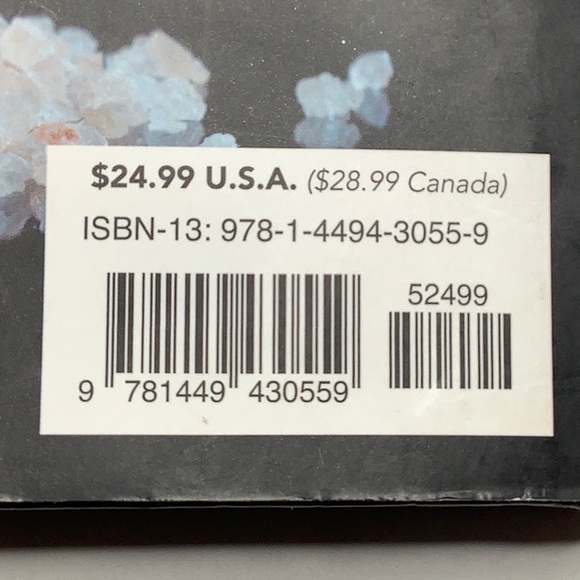 $24.99 U.S.A. ($28.99 Canada)
ISBN-13: 978-1-4494-3055-9
52499
9 781449 430559